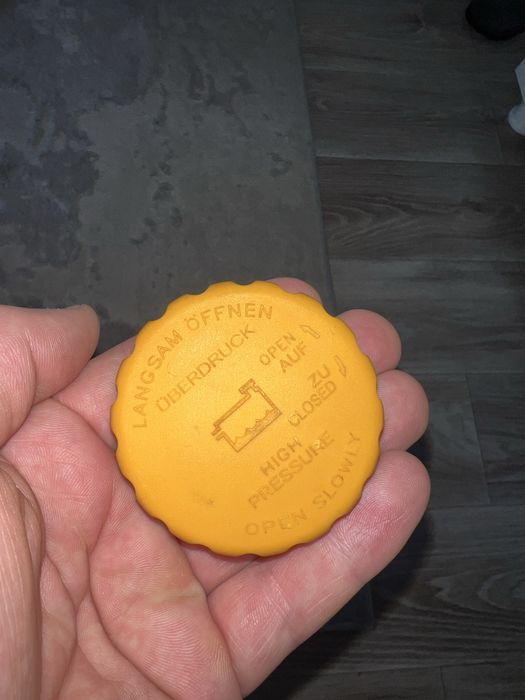 LANGSAM ÖFFNEN
ÜBERDRUCK
OPEN
AUF
ZU
CLOSED
HIGH
PRESSURE
OPEN SLOWLY